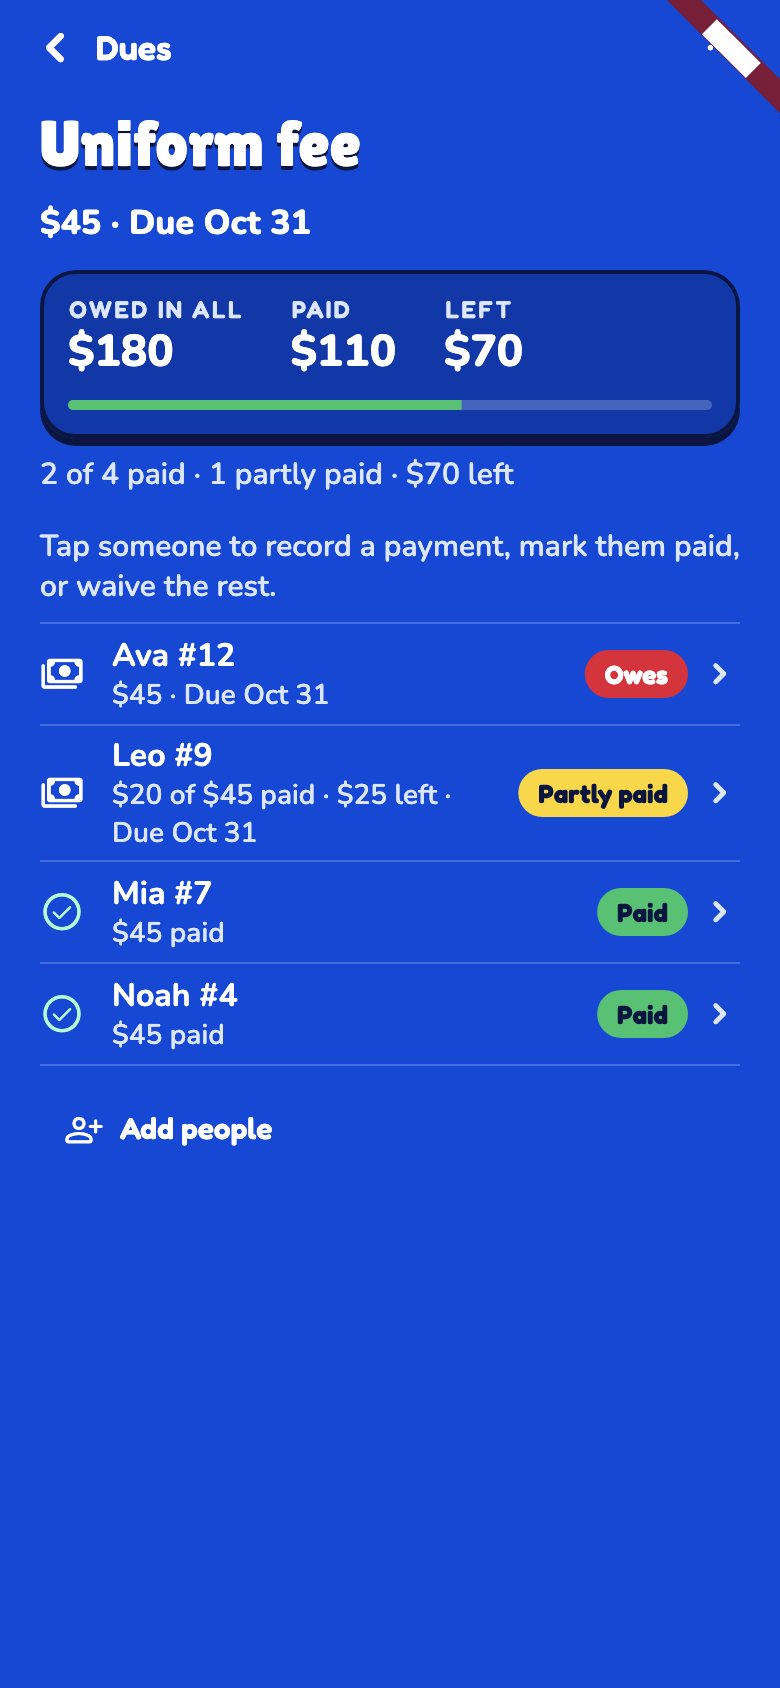 Dues
Uniform fee
$45 · Due Oct 31
OWED IN ALL PAID LEFT
$180 $110 $70
2 of 4 paid · 1 partly paid · $70 left
Tap someone to record a payment, mark them paid,
or waive the rest.
Ava #12
$45 · Due Oct 31
Owes
Leo #9
$20 of $45 paid · $25 left ·
Due Oct 31
Partly paid
Mia #7
$45 paid
Paid
Noah #4
$45 paid
Paid
Add people